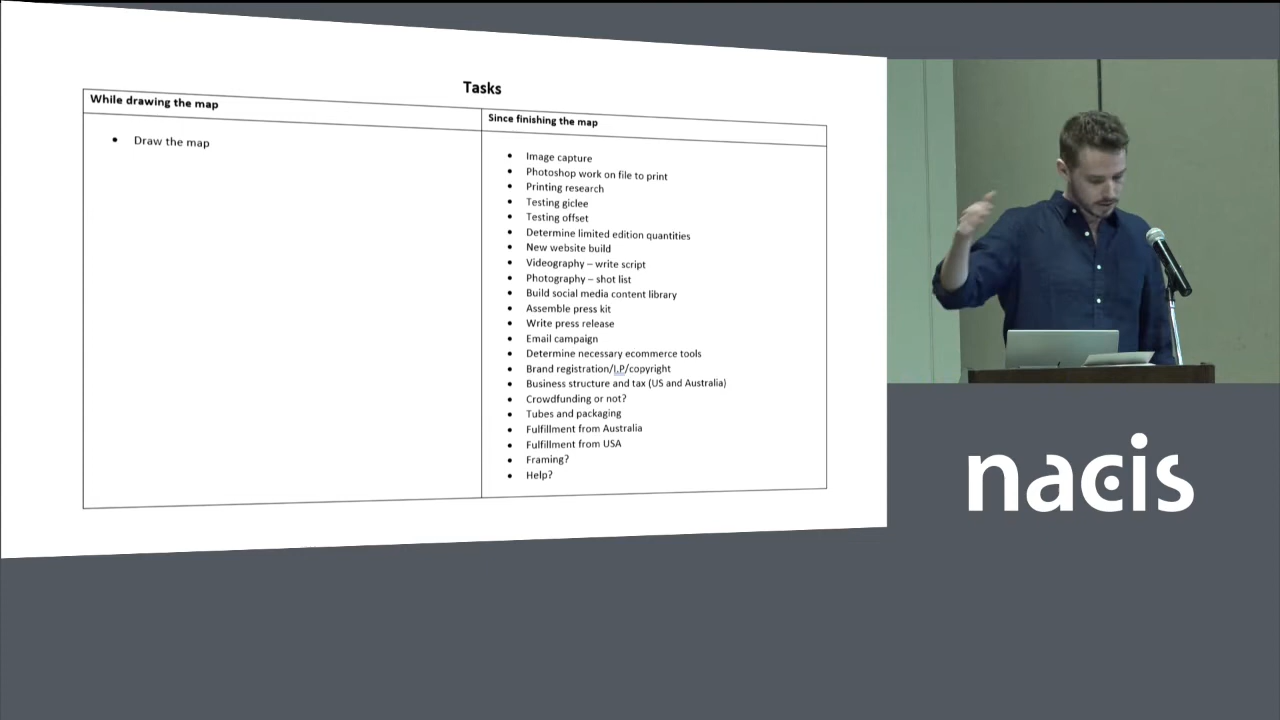 Tasks
While drawing the map
Draw the map
Since finishing the map
Image capture
Photoshop work on file to print
Printing research
Testing giclee
Testing offset
Determine limited edition quantities
New website build
Videography – write script
Photography – shot list
Build social media content library
Assemble press kit
Write press release
Email campaign
Determine necessary ecommerce tools
Brand registration/I.P/copyright
Business structure and tax (US and Australia)
Crowdfunding or not?
Tubes and packaging
Fulfillment from Australia
Fulfillment from USA
Framing?
Help?
nacis